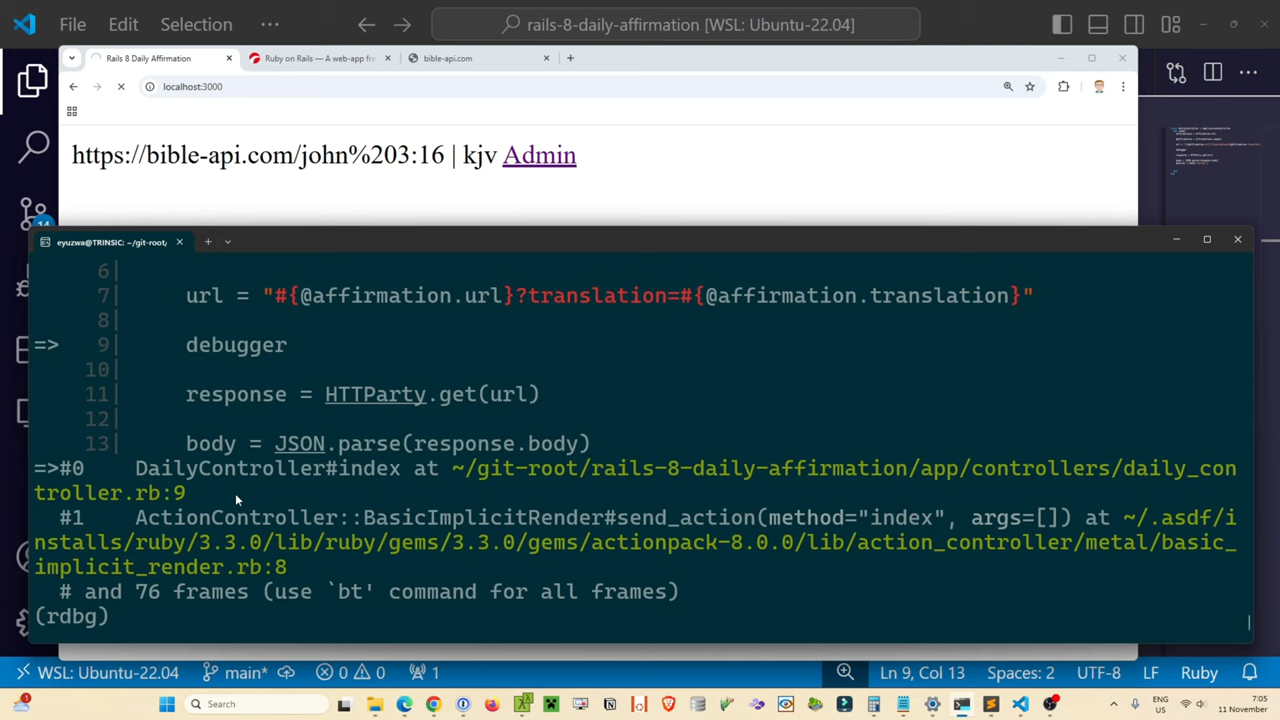 File Edit Selection ··· rails-8-daily-affirmation [WSL: Ubuntu-22.04]
Rails 8 Daily Affirmation Ruby on Rails — A web-app fra bible-api.com
localhost:3000
https://bible-api.com/john%203:16 | kjv Admin
eyuzwa@TRINSIC: ~/git-root/
6|
7| url = "#{@affirmation.url}?translation=#{@affirmation.translation}"
8|
=> 9| debugger
10|
11| response = HTTParty.get(url)
12|
13| body = JSON.parse(response.body)
=>#0 DailyController#index at ~/git-root/rails-8-daily-affirmation/app/controllers/daily_con
troller.rb:9
#1 ActionController::BasicImplicitRender#send_action(method="index", args=[]) at ~/.asdf/i
nstalls/ruby/3.3.0/lib/ruby/gems/3.3.0/gems/actionpack-8.0.0/lib/action_controller/metal/basic_
implicit_render.rb:8
# and 76 frames (use `bt' command for all frames)
(rdbg)
14
WSL: Ubuntu-22.04 main* 0 0 1 Ln 9, Col 13 Spaces: 2 UTF-8 LF Ruby
Search ENG 7:05
US 11 November